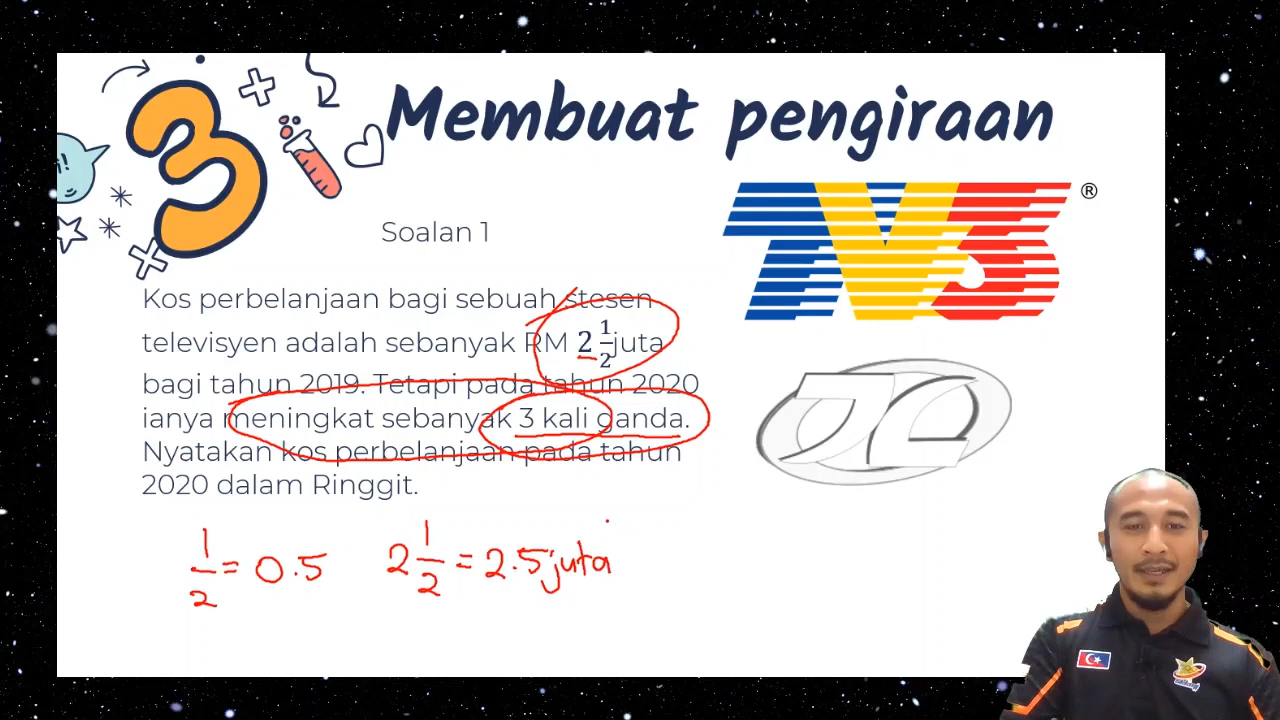 3
Membuat pengiraan
TV3®
Soalan 1
Kos perbelanjaan bagi sebuah stesen
televisyen adalah sebanyak RM 2 1/2 juta
bagi tahun 2019. Tetapi pada tahun 2020
ianya meningkat sebanyak 3 kali ganda.
Nyatakan kos perbelanjaan pada tahun
2020 dalam Ringgit.
1/2 = 0.5 2 1/2 = 2.5 juta